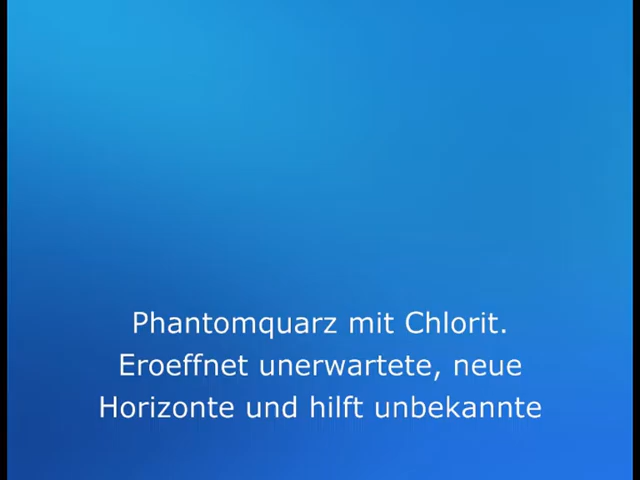 Phantomquarz mit Chlorit.
Eroeffnet unerwartete, neue
Horizonte und hilft unbekannte